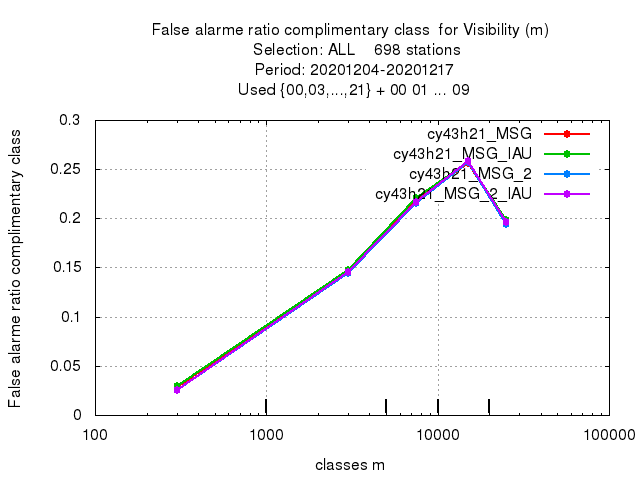 False alarme ratio complimentary class  for Visibility (m)
Selection: ALL    698 stations
Period: 20201204-20201217
Used {00,03,...,21} + 00 01 ... 09
False alarme ratio complimentary class
0.3
0.25
0.2
0.15
0.1
0.05
0
cy43h21_MSG
cy43h21_MSG_IAU
cy43h21_MSG_2
cy43h21_MSG_2_IAU
100 1000 10000 100000
classes m